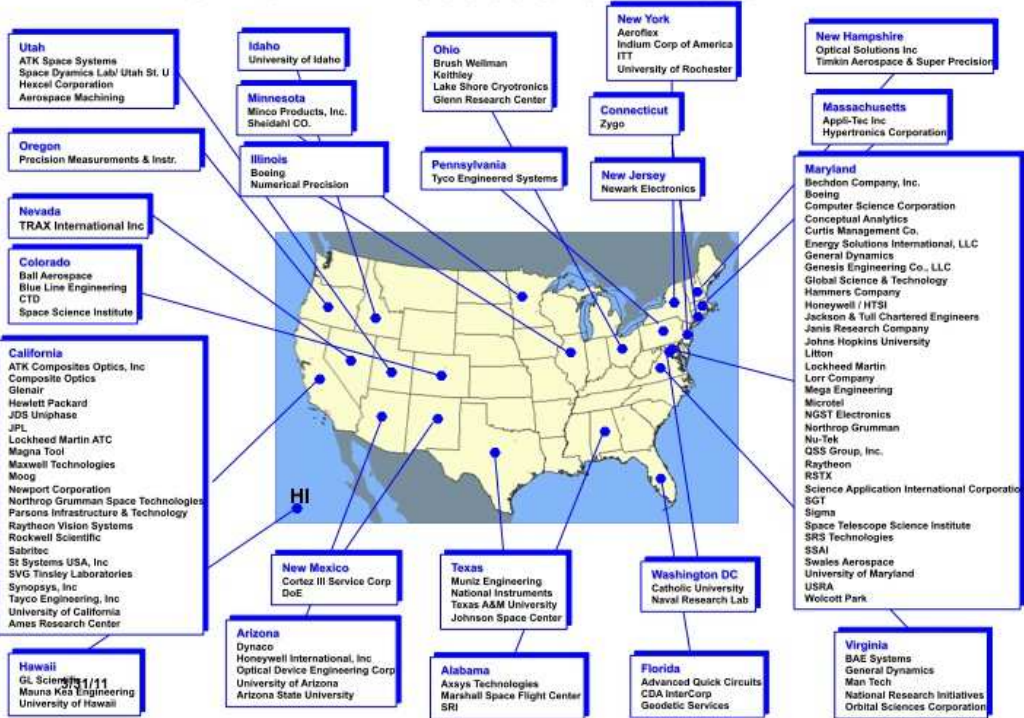 Utah
ATK Space Systems
Space Dyamics Lab/ Utah St. U
Hexcel Corporation
Aerospace Machining
Idaho
University of Idaho
Minnesota
Minco Products, Inc.
Sheidahl CO.
Ohio
Brush Wellman
Keithley
Lake Shore Cryotronics
Glenn Research Center
New York
Aeroflex
Indium Corp of America
ITT
University of Rochester
New Hampshire
Optical Solutions Inc
Timkin Aerospace & Super Precision
Connecticut
Zygo
Massachusetts
Appli-Tec Inc
Hypertronics Corporation
Oregon
Precision Measurements & Instr.
Illinois
Boeing
Numerical Precision
Pennsylvania
Tyco Engineered Systems
New Jersey
Newark Electronics
Maryland
Bechdon Company, Inc.
Boeing
Computer Science Corporation
Conceptual Analytics
Curtis Management Co.
Energy Solutions International, LLC
General Dynamics
Genesis Engineering Co., LLC
Global Science & Technology
Hammers Company
Honeywell / HTSI
Jackson & Tull Chartered Engineers
Janis Research Company
Johns Hopkins University
Litton
Lockheed Martin
Lorr Company
Mega Engineering
Microtel
NGST Electronics
Northrop Grumman
Nu-Tek
QSS Group, Inc.
Raytheon
RSTX
Science Application International Corporatio
SGT
Sigma
Space Telescope Science Institute
SRS Technologies
SSAI
Swales Aerospace
University of Maryland
USRA
Wolcott Park
Nevada
TRAX International Inc
Colorado
Ball Aerospace
Blue Line Engineering
CTD
Space Science Institute
California
ATK Composites Optics, Inc
Composite Optics
Glenair
Hewlett Packard
JDS Uniphase
JPL
Lockheed Martin ATC
Magna Tool
Maxwell Technologies
Moog
Newport Corporation
Northrop Grumman Space Technologies
Parsons Infrastructure & Technology
Raytheon Vision Systems
Rockwell Scientific
Sabritec
St Systems USA, Inc
SVG Tinsley Laboratories
Synopsys, Inc
Tayco Engineering, Inc
University of California
Ames Research Center
HI
New Mexico
Cortez III Service Corp
DoE
Texas
Muniz Engineering
National Instruments
Texas A&M University
Johnson Space Center
Washington DC
Catholic University
Naval Research Lab
Hawaii
GL
3/31/11
Mauna Kea Engineering
University of Hawaii
Arizona
Dynaco
Honeywell International, Inc
Optical Device Engineering Corp
University of Arizona
Arizona State University
Alabama
Axsys Technologies
Marshall Space Flight Center
SRI
Florida
Advanced Quick Circuits
CDA InterCorp
Geodetic Services
Virginia
BAE Systems
General Dynamics
Man Tech
National Research Initiatives
Orbital Sciences Corporation